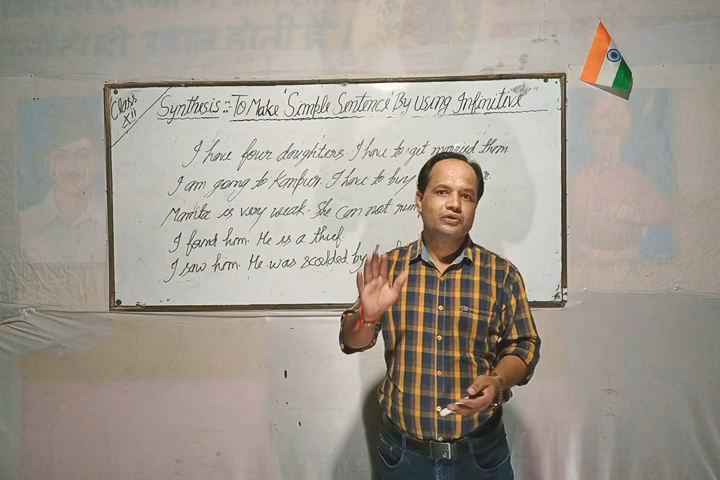 Class XII
Synthesis :- To Make 'Simple Sentence' By Using Infinitive
I have four daughters. I have to get married them
I am going to Kanpur. I have to buy
Mamta is very weak. She can not run
I found him. He is a thief.
I saw him. He was scolded by